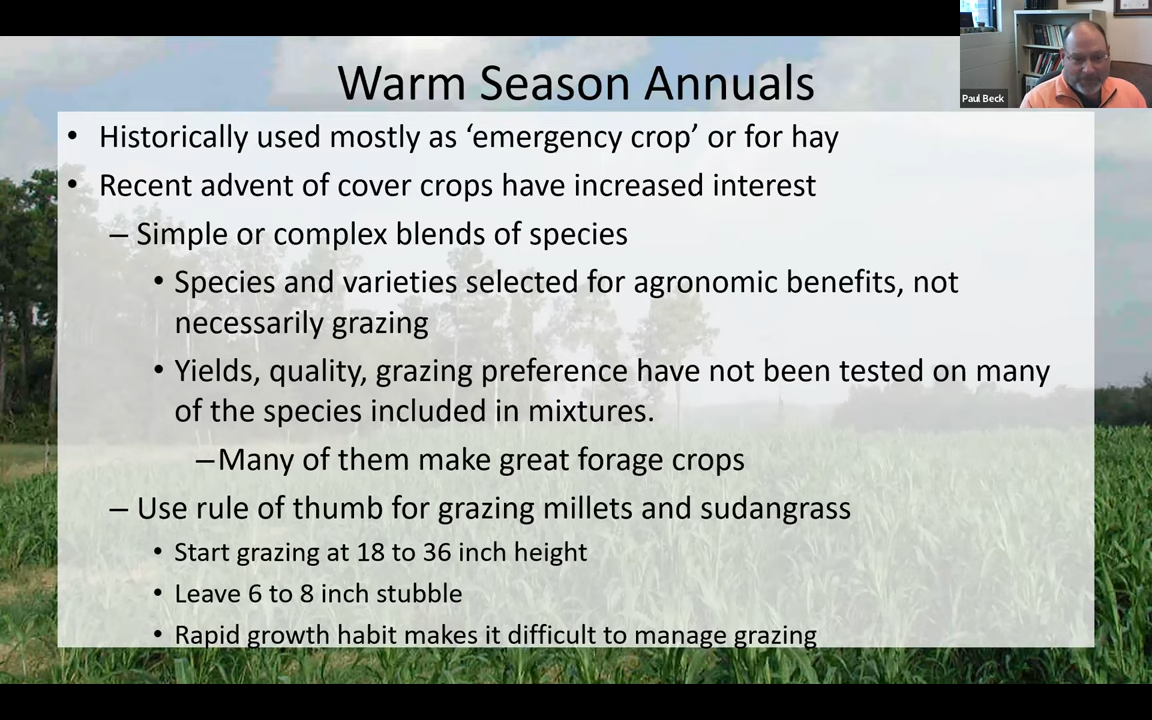 Warm Season Annuals
Paul Beck
• Historically used mostly as ‘emergency crop’ or for hay
• Recent advent of cover crops have increased interest
– Simple or complex blends of species
• Species and varieties selected for agronomic benefits, not
necessarily grazing
• Yields, quality, grazing preference have not been tested on many
of the species included in mixtures.
–Many of them make great forage crops
– Use rule of thumb for grazing millets and sudangrass
• Start grazing at 18 to 36 inch height
• Leave 6 to 8 inch stubble
• Rapid growth habit makes it difficult to manage grazing